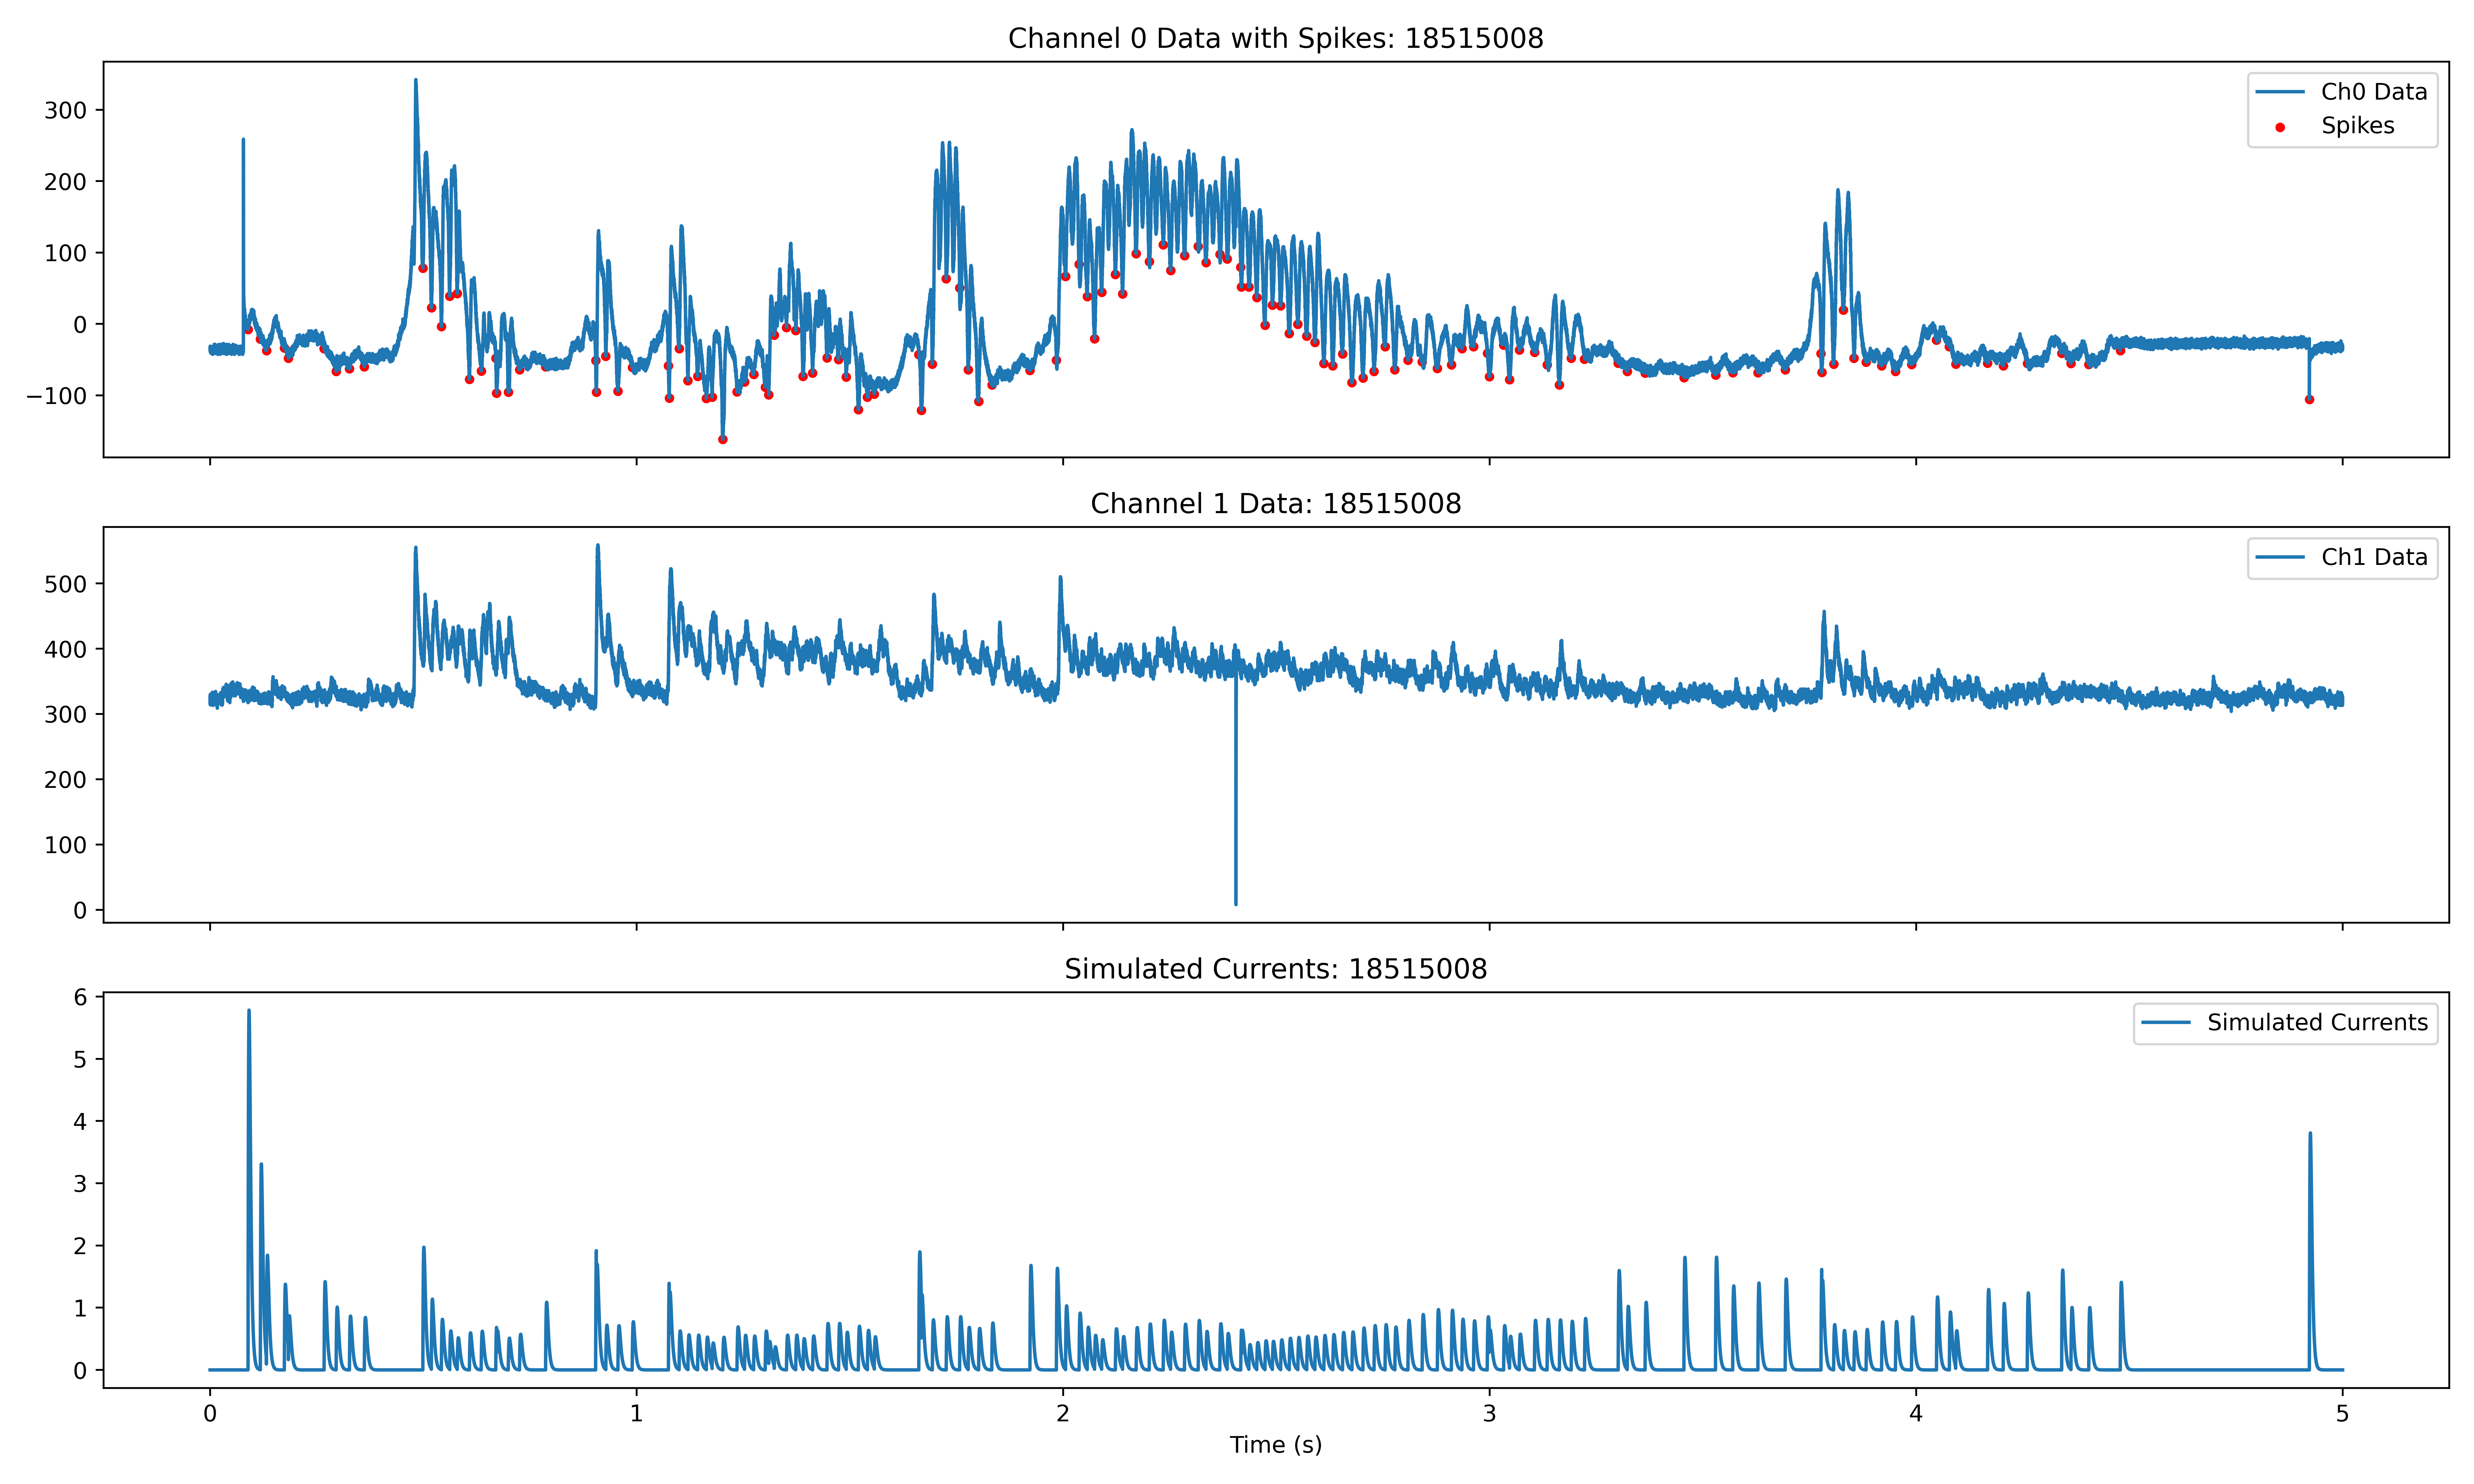 Channel 0 Data with Spikes: 18515008
300
200
100
0
−100
Ch0 Data
Spikes
Channel 1 Data: 18515008
500
400
300
200
100
0
Ch1 Data
Simulated Currents: 18515008
6
5
4
3
2
1
0
Simulated Currents
0 1 2 3 4 5
Time (s)